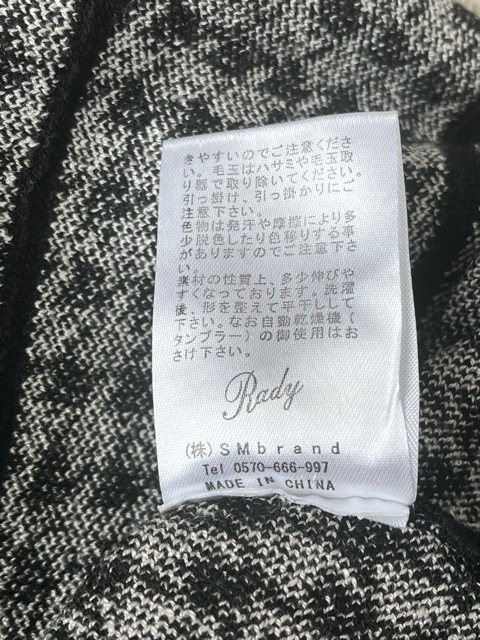 きやすいのでご注意くださ
い。毛玉はハサミや毛玉取
り器で取り除いてください。
引っ掛け、引っ掛かりにご
注意下さい。
色物は発汗や摩擦により多
少脱色したり色移りする事
がありますのでご注意下さ
い。
素材の性質上、多少伸びや
すくなっております。洗濯
後、形を整えて平干しして
下さい。なお自動乾燥機(
タンブラー)の御使用はお
さけ下さい。
Rady
(株)SMbrand
Tel 0570-666-997
MADE IN CHINA